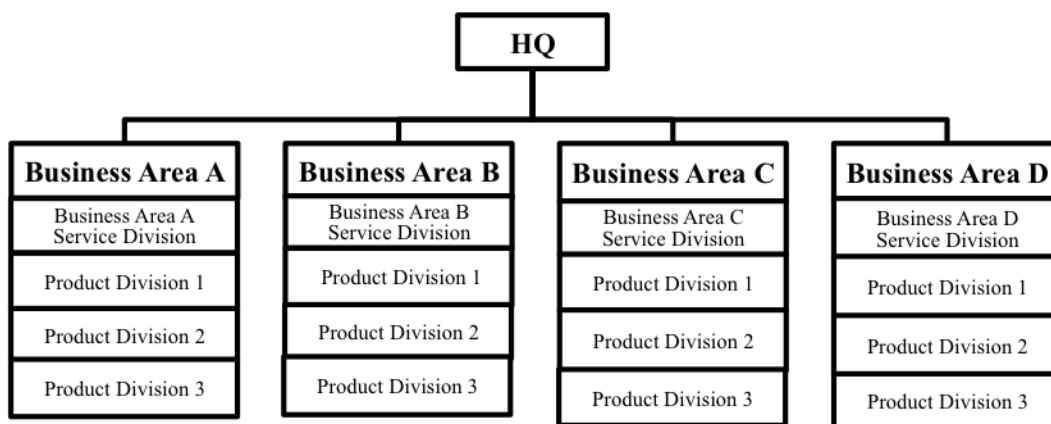 HQ
Business Area A
Business Area A
Service Division
Product Division 1
Product Division 2
Product Division 3
Business Area B
Business Area B
Service Division
Product Division 1
Product Division 2
Product Division 3
Business Area C
Business Area C
Service Division
Product Division 1
Product Division 2
Product Division 3
Business Area D
Business Area D
Service Division
Product Division 1
Product Division 2
Product Division 3